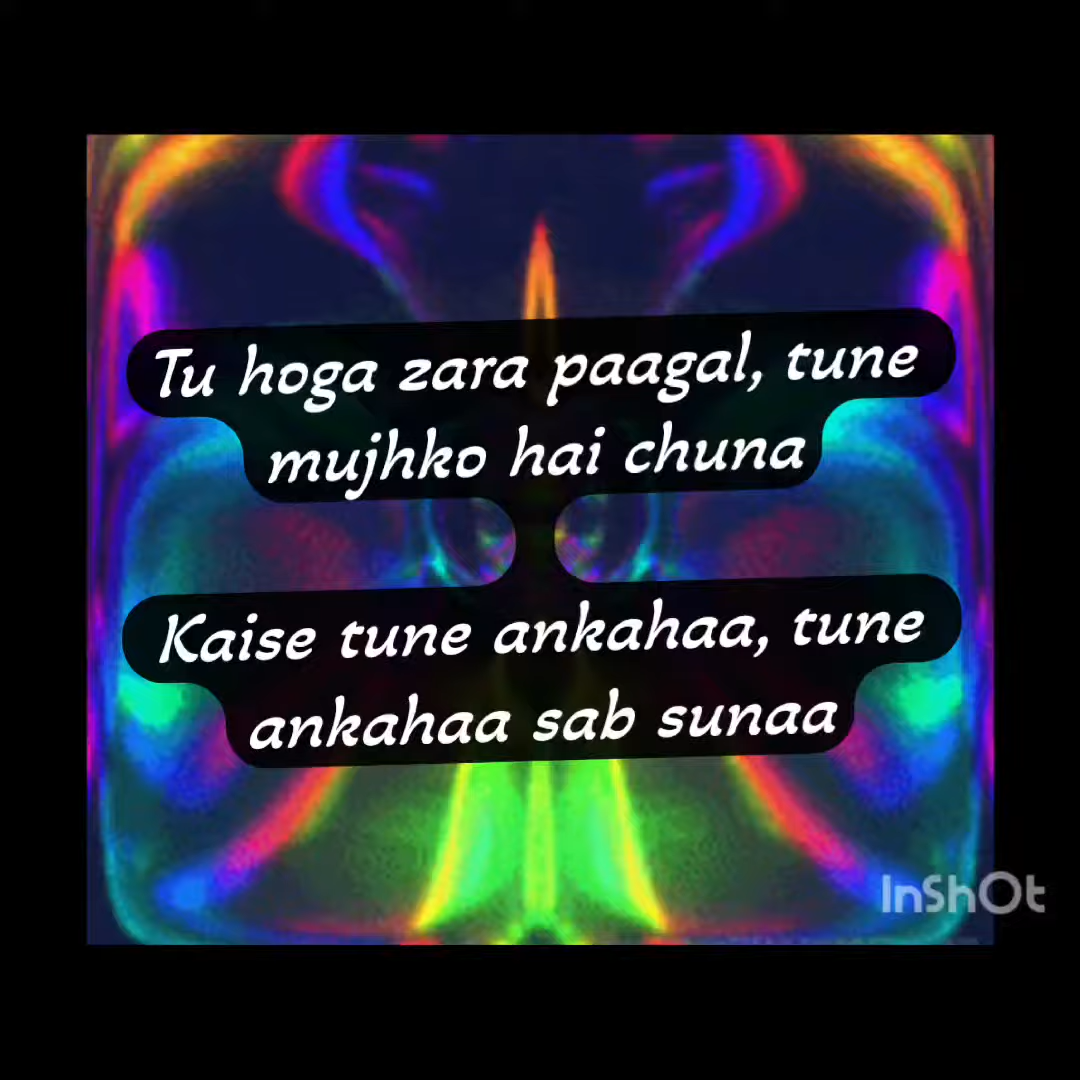 Tu hoga zara paagal, tune
mujhko hai chuna
Kaise tune ankahaa, tune
ankahaa sab sunaa
InShOt